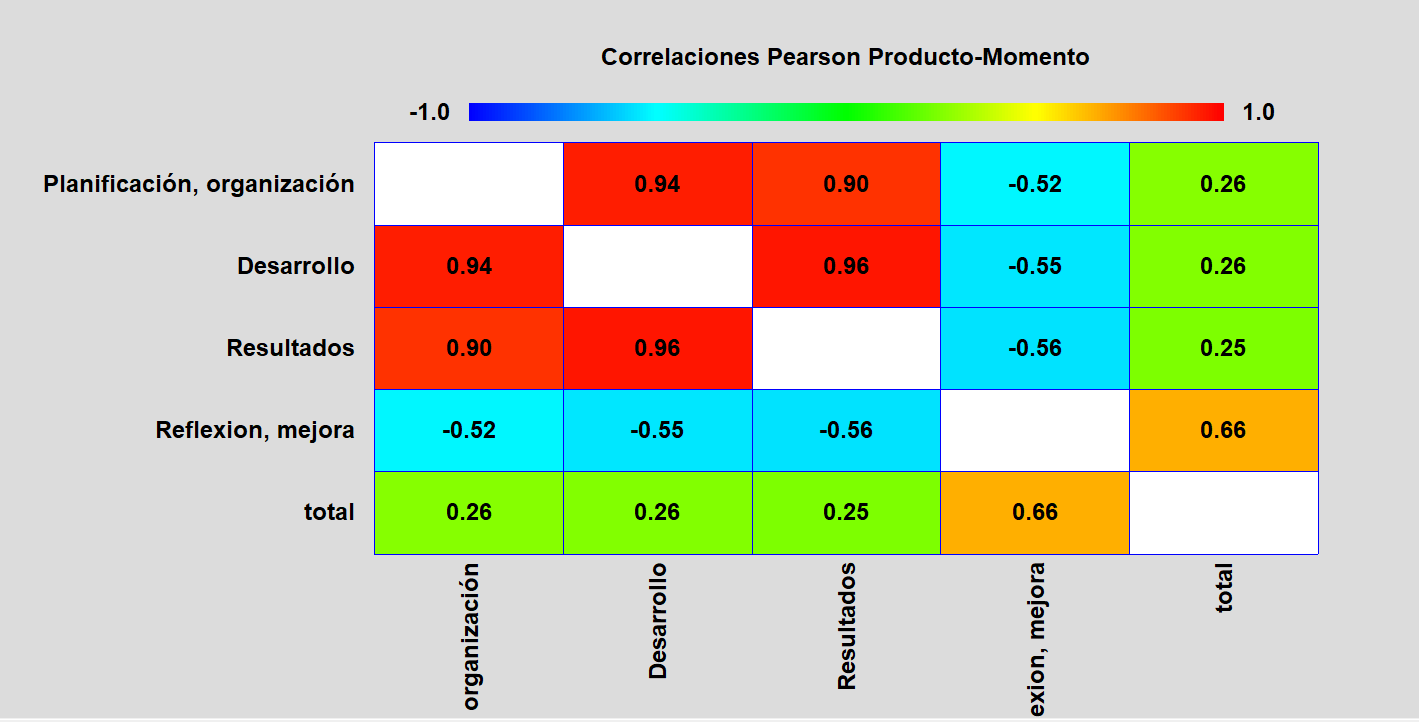 Correlaciones Pearson Producto-Momento
-1.0 1.0
Planificación, organización 0.94 0.90 -0.52 0.26
Desarrollo 0.94 0.96 -0.55 0.26
Resultados 0.90 0.96 -0.56 0.25
Reflexion, mejora -0.52 -0.55 -0.56 0.66
total 0.26 0.26 0.25 0.66
organización
Desarrollo
Resultados
exion, mejora
total